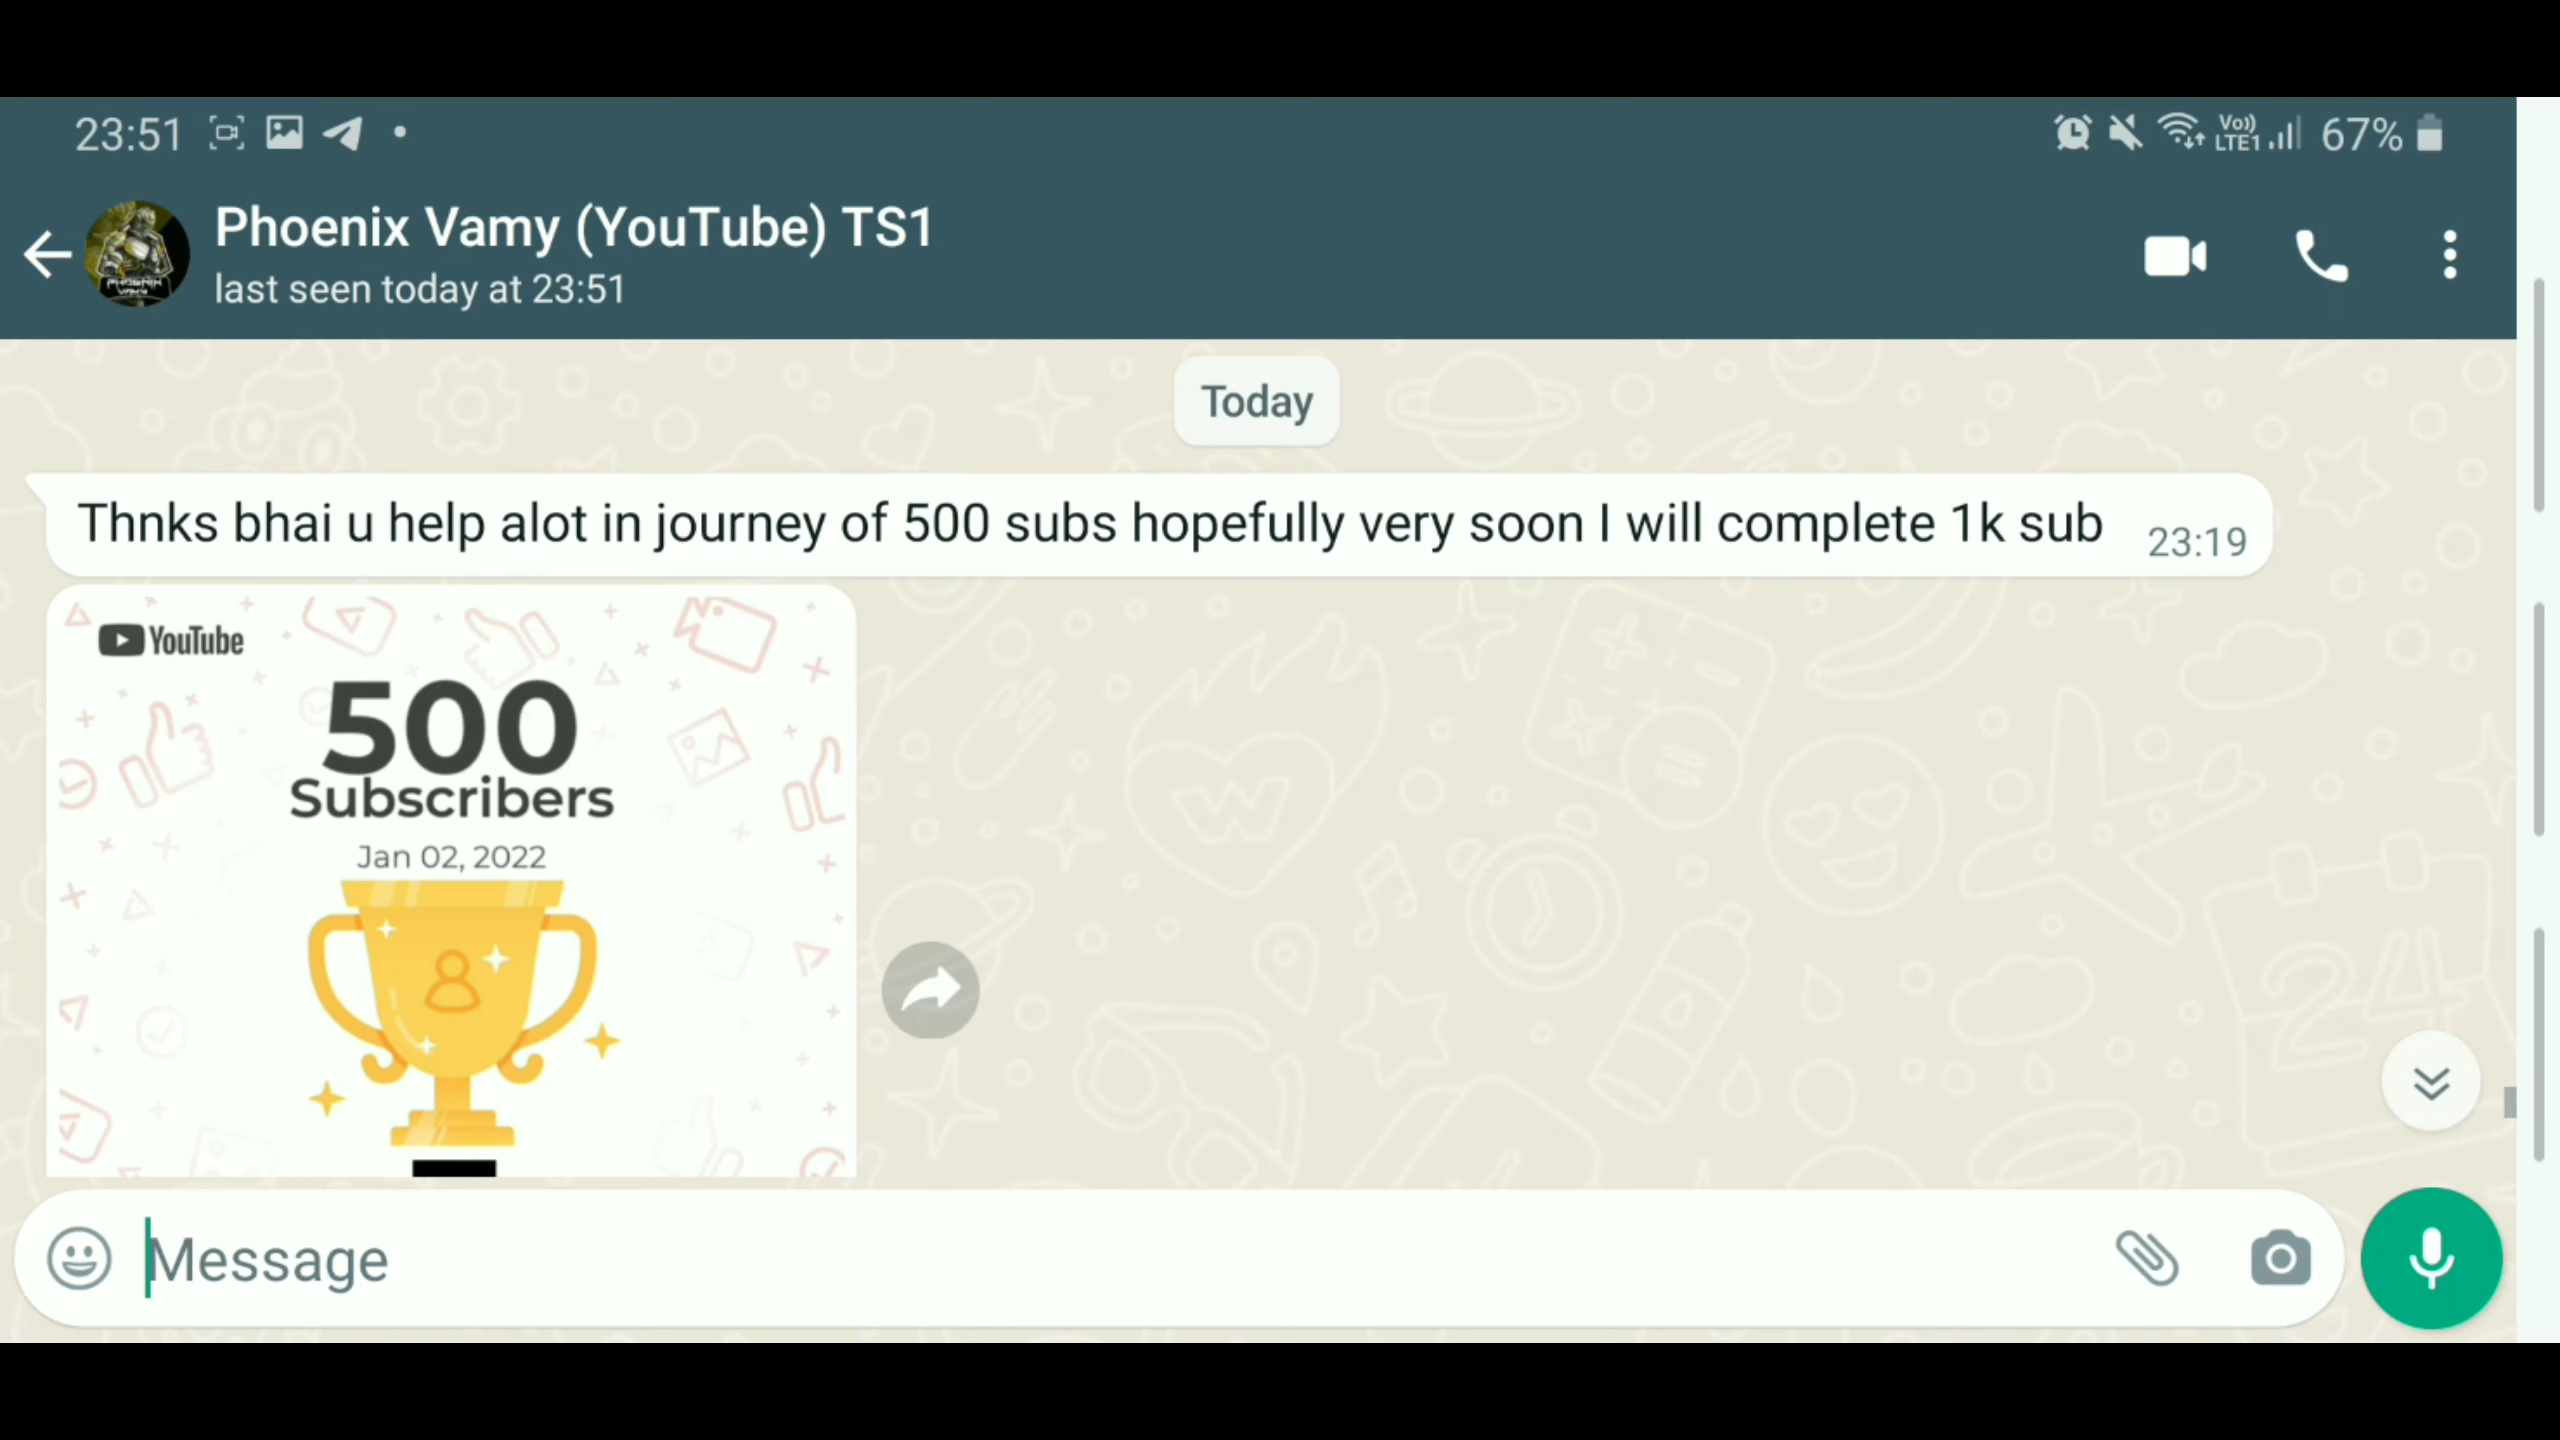 23:51
Vo)) LTE1 67%
Phoenix Vamy (YouTube) TS1
last seen today at 23:51
Today
Thnks bhai u help alot in journey of 500 subs hopefully very soon I will complete 1k sub 23:19
YouTube
500
Subscribers
Jan 02, 2022
Message